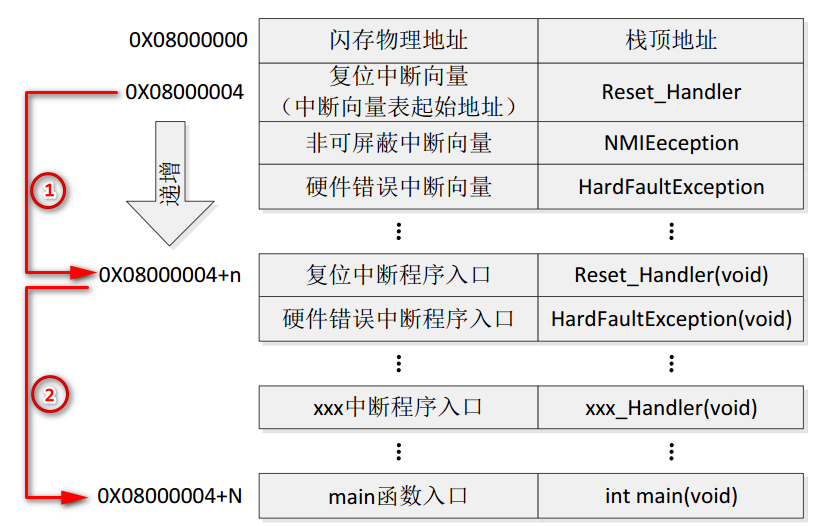 0X08000000 闪存物理地址 栈顶地址
0X08000004 复位中断向量
（中断向量表起始地址） Reset_Handler
非可屏蔽中断向量 NMIEeception
递增
硬件错误中断向量 HardFaultException
①
0X08000004+n 复位中断程序入口 Reset_Handler(void)
硬件错误中断程序入口 HardFaultException(void)
②
xxx中断程序入口 xxx_Handler(void)
0X08000004+N main函数入口 int main(void)